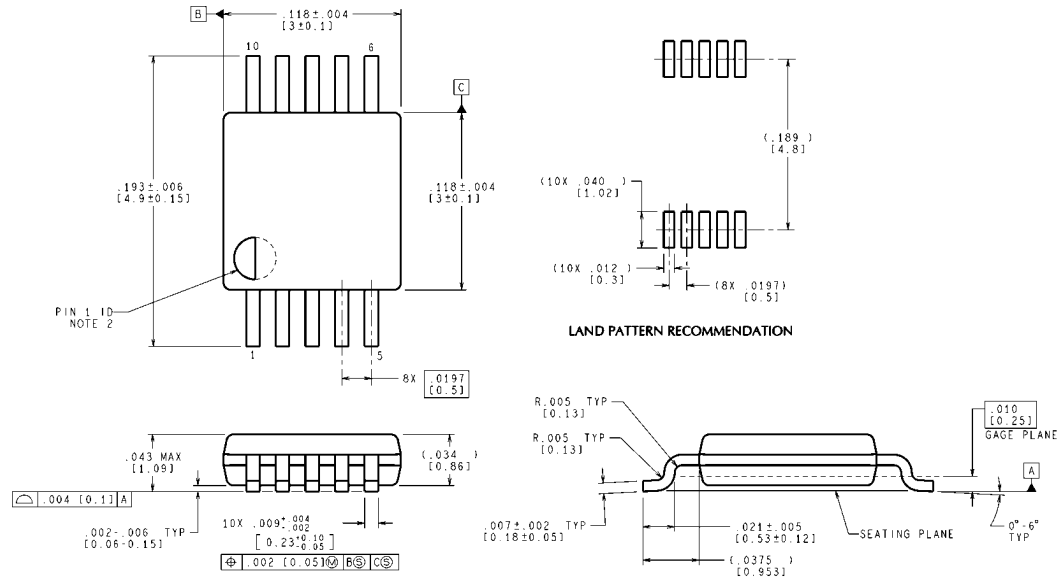 B
.118±.004
[3±0.1]
10
6
C
.193±.006
[4.9±0.15]
.118±.004
[3±0.1]
PIN 1 ID
NOTE 2
1
5
8X .0197
[0.5]
(.189 )
[4.8]
(10X .040 )
[1.02]
(10X .012 )
[0.3]
(8X .0197)
[0.5]
LAND PATTERN RECOMMENDATION
.043 MAX
[1.09]
(.034 )
[0.86]
⌓ .004 [0.1] A
.002-.006 TYP
[0.06-0.15]
10X .009+.004 -.002
[0.23+0.10 -0.05]
⌖ .002 [0.05]Ⓜ BⓈ CⓈ
R.005 TYP
[0.13]
R.005 TYP
[0.13]
.010
[0.25]
GAGE PLANE
A
.007±.002 TYP
[0.18±0.05]
.021±.005
[0.53±0.12]
SEATING PLANE
0°-6°
TYP
(.0375 )
[0.953]